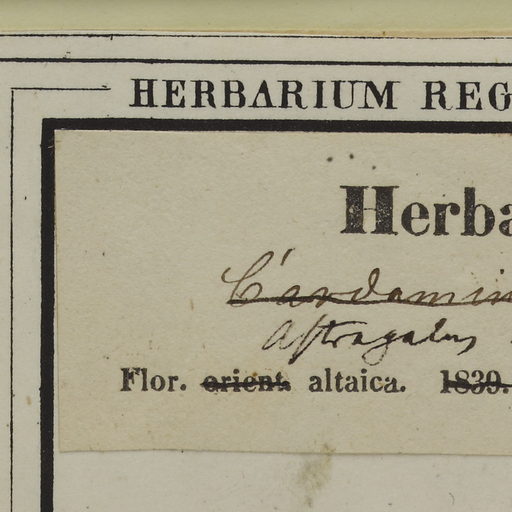 HERBARIUM REG
Herba
Cardamin
Astragalus
Flor. orient. altaica. 1839.